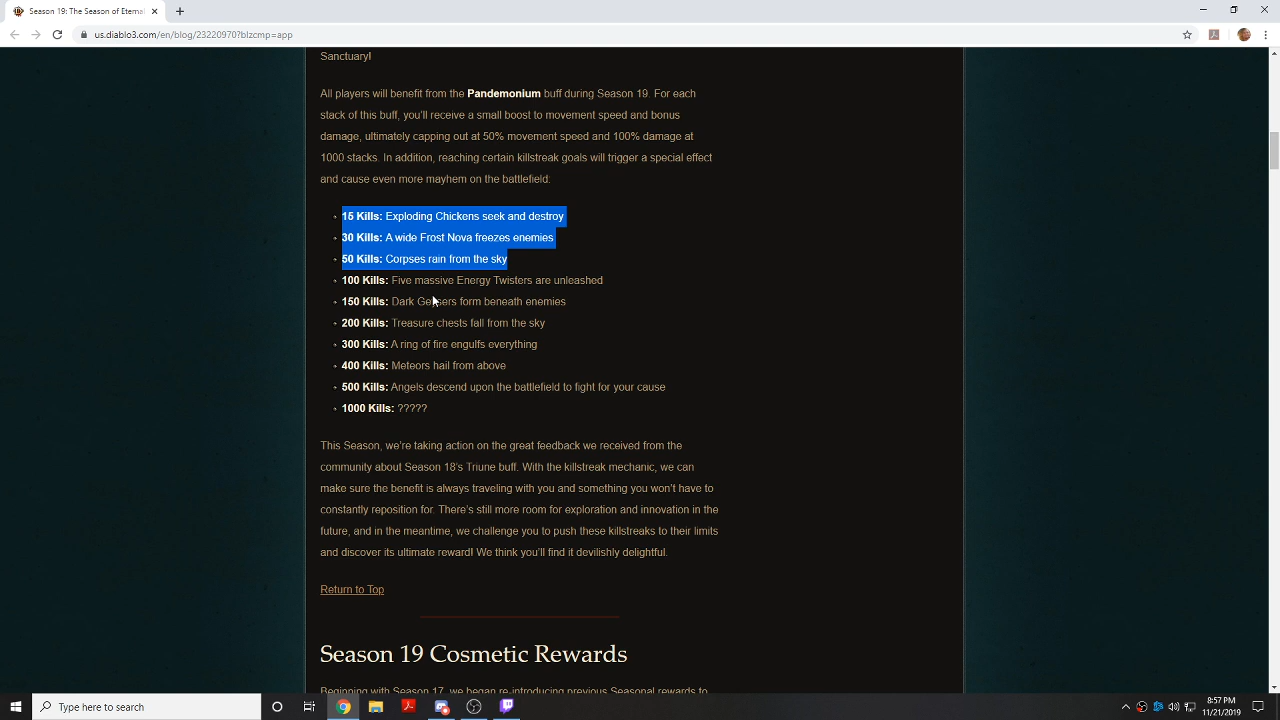 Season 19: The Season of Eternal
us.diablo3.com/en/blog/23220970?blzcmp=app
Sanctuary!
All players will benefit from the Pandemonium buff during Season 19. For each
stack of this buff, you'll receive a small boost to movement speed and bonus
damage, ultimately capping out at 50% movement speed and 100% damage at
1000 stacks. In addition, reaching certain killstreak goals will trigger a special effect
and cause even more mayhem on the battlefield:
15 Kills: Exploding Chickens seek and destroy
30 Kills: A wide Frost Nova freezes enemies
50 Kills: Corpses rain from the sky
100 Kills: Five massive Energy Twisters are unleashed
150 Kills: Dark Geysers form beneath enemies
200 Kills: Treasure chests fall from the sky
300 Kills: A ring of fire engulfs everything
400 Kills: Meteors hail from above
500 Kills: Angels descend upon the battlefield to fight for your cause
1000 Kills: ?????
This Season, we're taking action on the great feedback we received from the
community about Season 18's Triune buff. With the killstreak mechanic, we can
make sure the benefit is always traveling with you and something you won't have to
constantly reposition for. There's still more room for exploration and innovation in the
future, and in the meantime, we challenge you to push these killstreaks to their limits
and discover its ultimate reward! We think you'll find it devilishly delightful.
Return to Top
Season 19 Cosmetic Rewards
Beginning with Season 17, we began re-introducing previous Seasonal rewards to
Type here to search
8:57 PM
11/21/2019